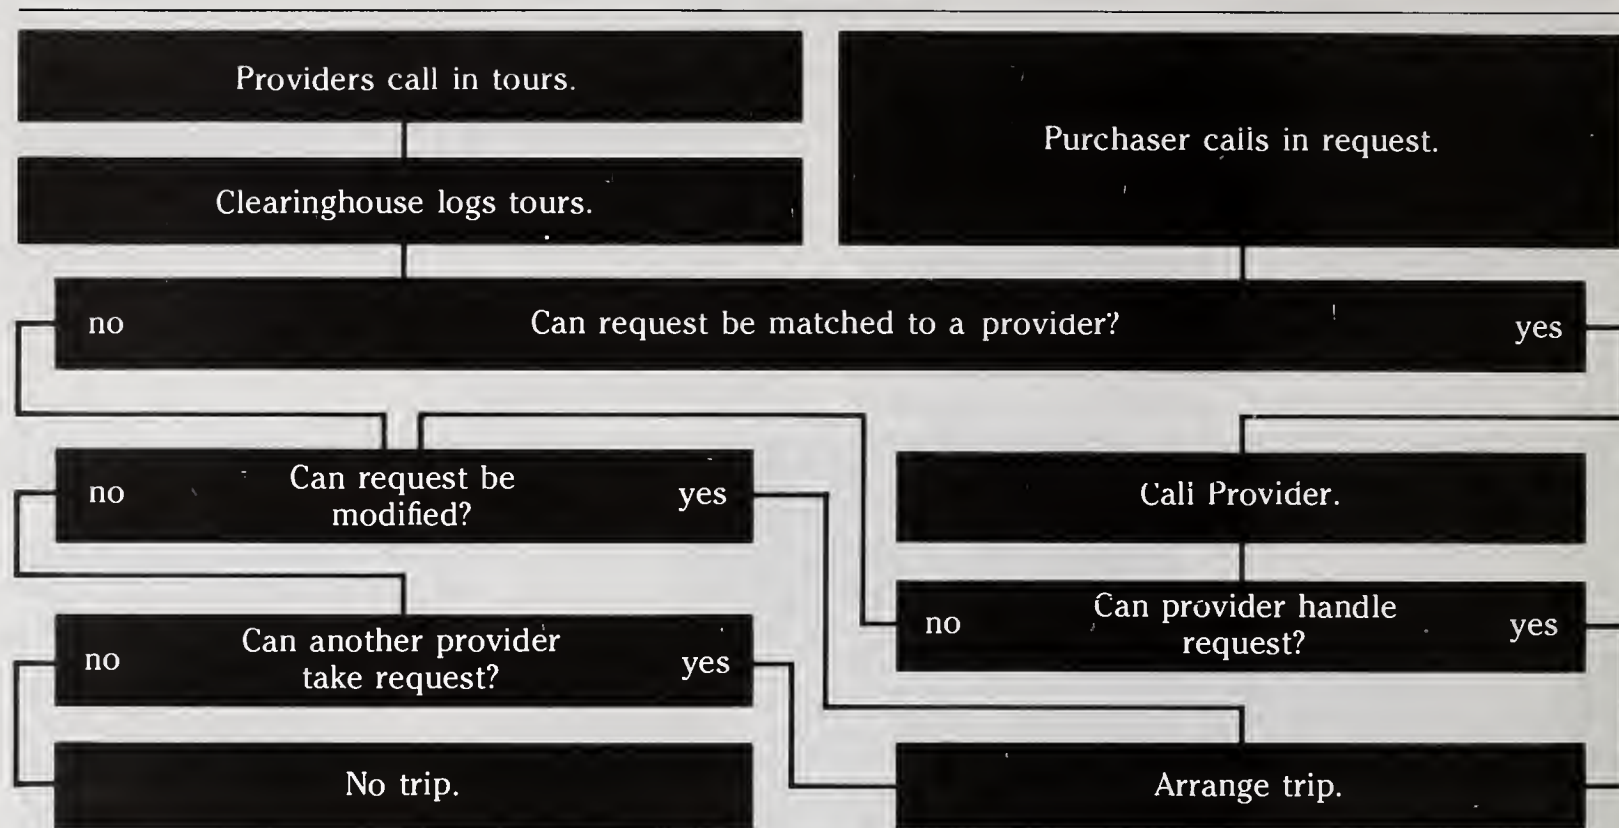 Providers call in tours.
Purchaser calls in request.
Clearinghouse logs tours.
no
Can request be matched to a provider?
yes
no
Can request be
modified?
yes
Call Provider.
no
Can provider handle
request?
yes
no
Can another provider
take request?
yes
No trip.
Arrange trip.